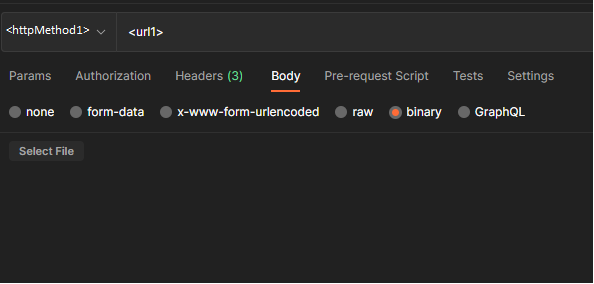 <httpMethod1> <url1>
Params Authorization Headers (3) Body Pre-request Script Tests Settings
none form-data x-www-form-urlencoded raw binary GraphQL
Select File